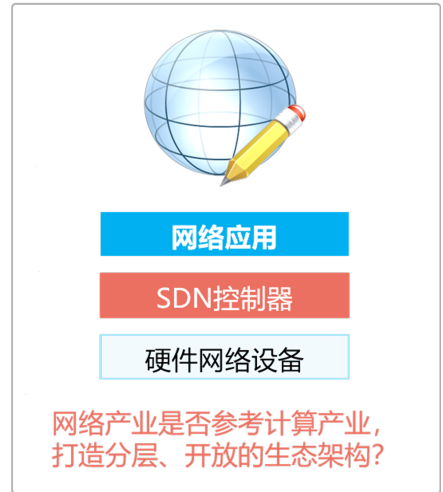 网络应用
SDN控制器
硬件网络设备
网络产业是否参考计算产业，
打造分层、开放的生态架构？